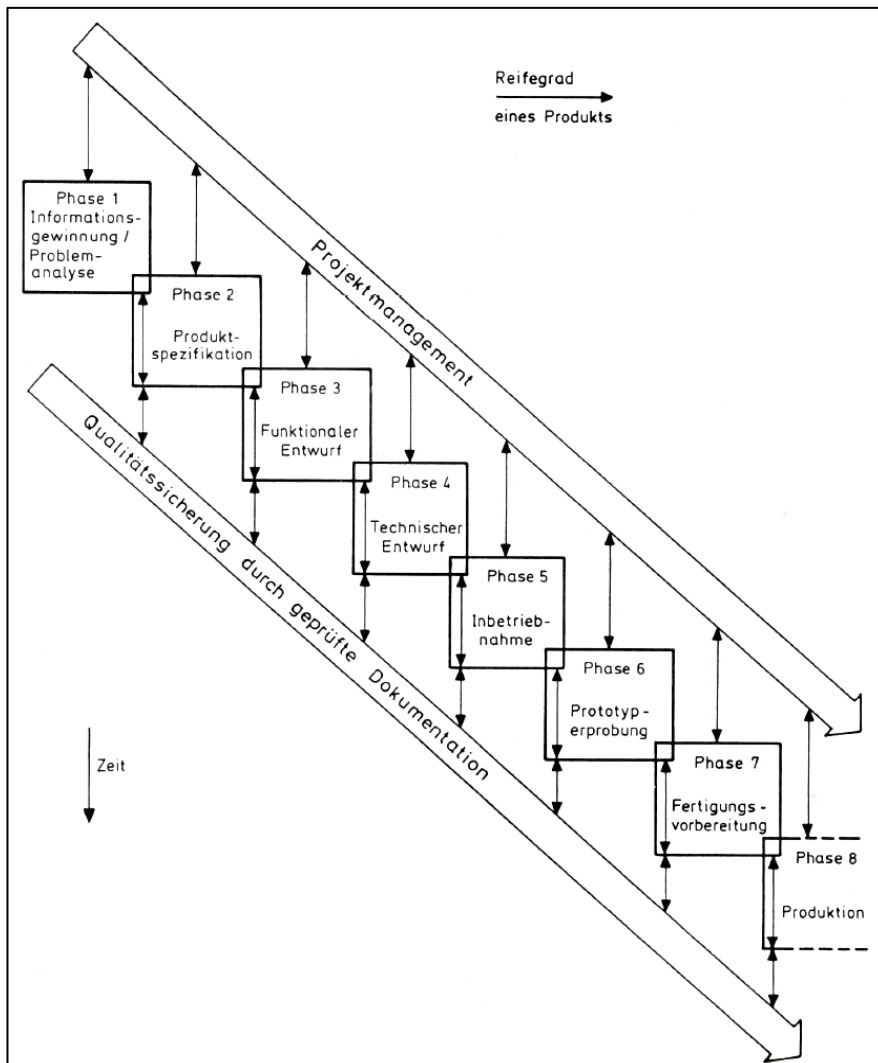 Reifegrad
eines Produkts
Projektmanagement
Phase 1
Informations-
gewinnung /
Problem-
analyse
Phase 2
Produkt-
spezifikation
Phase 3
Funktionaler
Entwurf
Phase 4
Technischer
Entwurf
Phase 5
Inbetrieb-
nahme
Phase 6
Prototyp-
erprobung
Phase 7
Fertigungs-
vorbereitung
Phase 8
Produktion
Qualitätssicherung durch geprüfte Dokumentation
Zeit